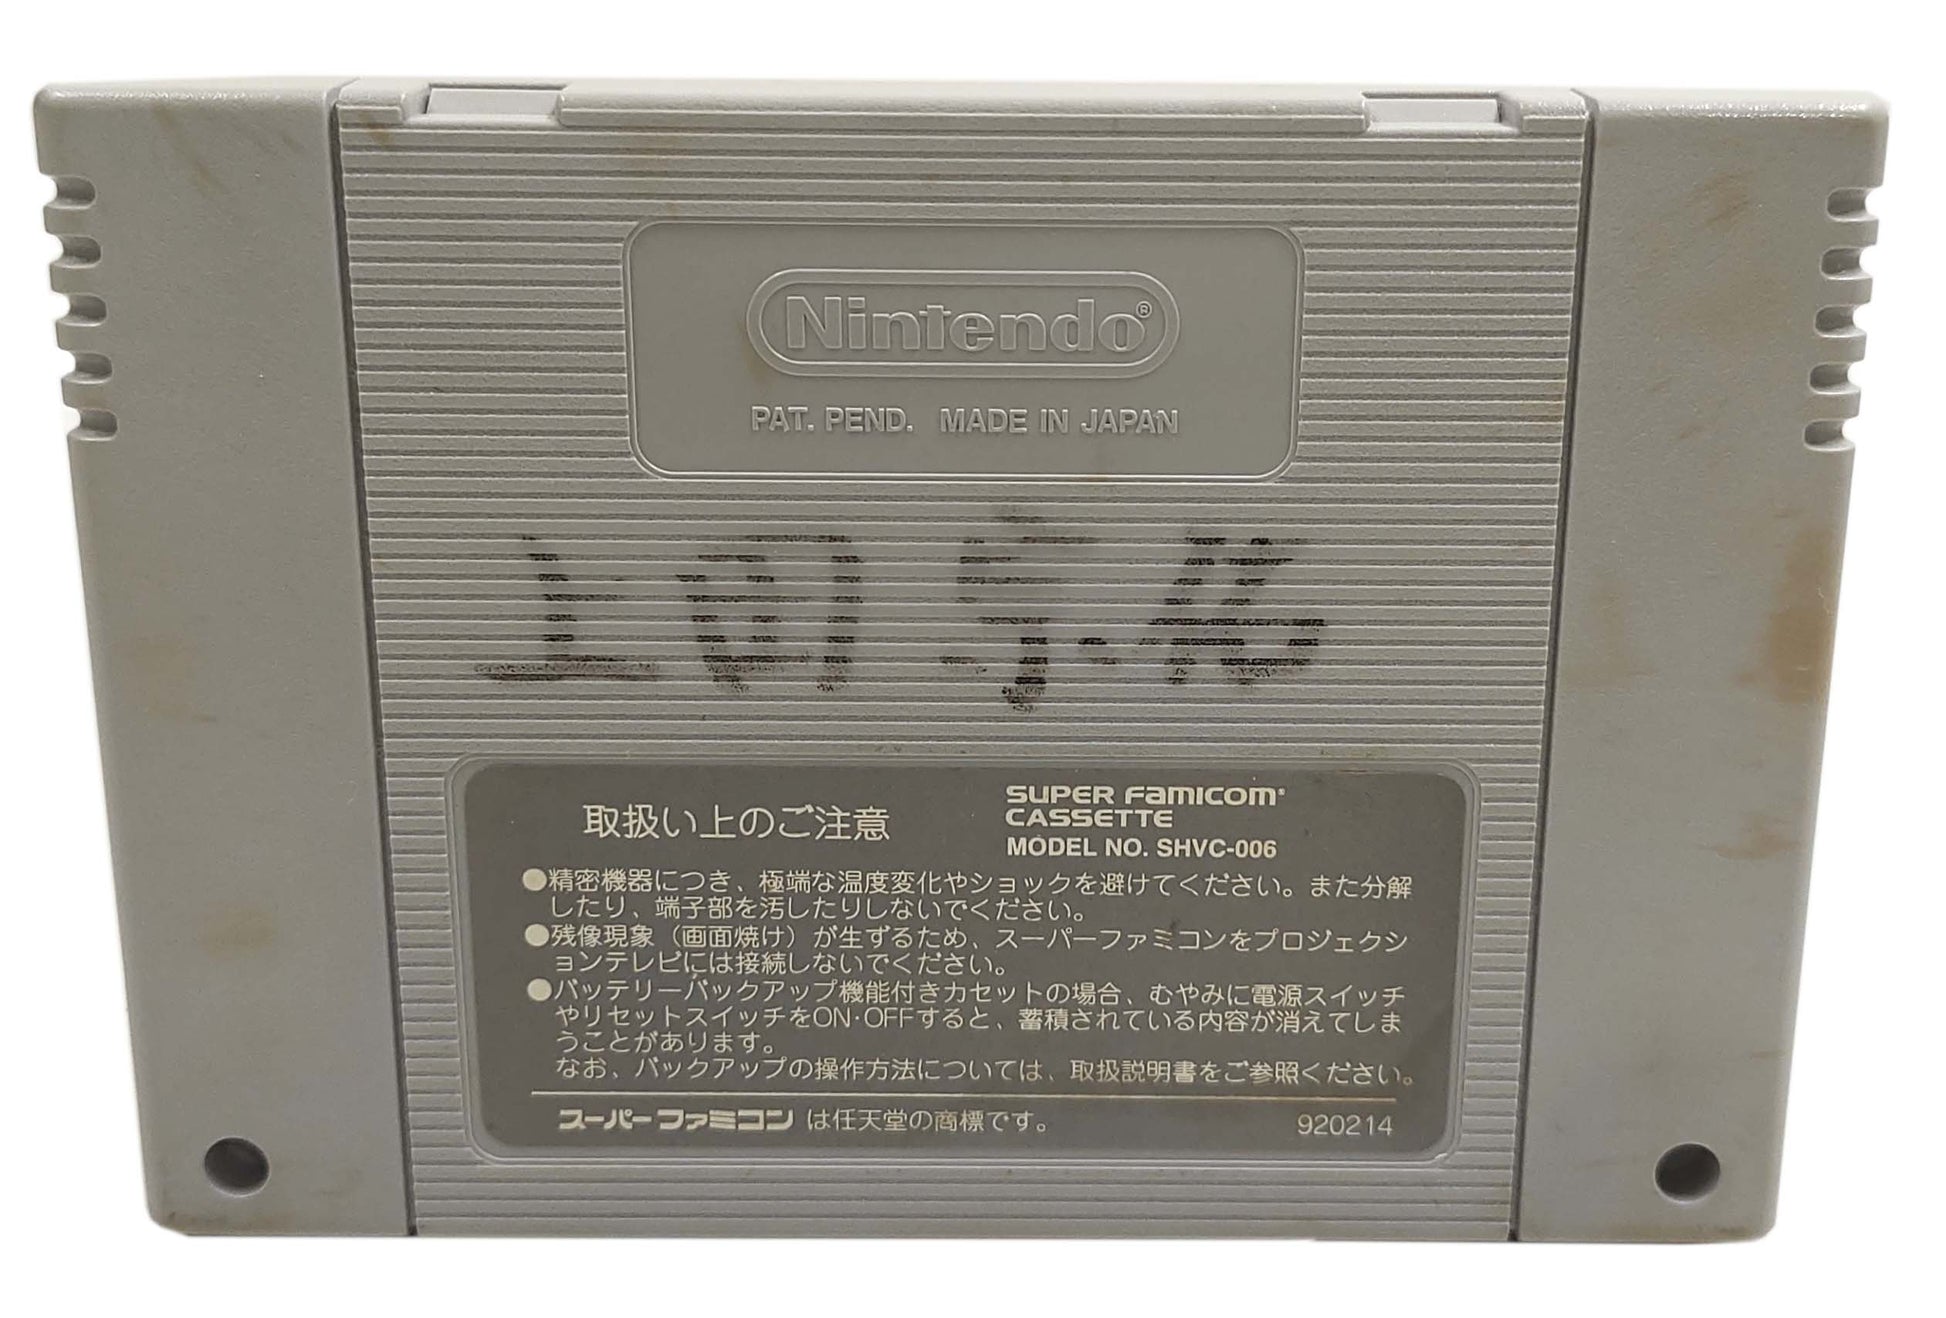 Nintendo®
PAT. PEND. MADE IN JAPAN
取扱い上のご注意
SUPER FAMICOM®
CASSETTE
MODEL NO. SHVC-006
●精密機器につき、極端な温度変化やショックを避けてください。また分解
したり、端子部を汚したりしないでください。
●残像現象（画面焼け）が生ずるため、スーパーファミコンをプロジェクシ
ョンテレビには接続しないでください。
●バッテリーバックアップ機能付きカセットの場合、むやみに電源スイッチ
やリセットスイッチをON·OFFすると、蓄積されている内容が消えてしま
うことがあります。
なお、バックアップの操作方法については、取扱説明書をご参照ください。
スーパーファミコン は任天堂の商標です。
920214